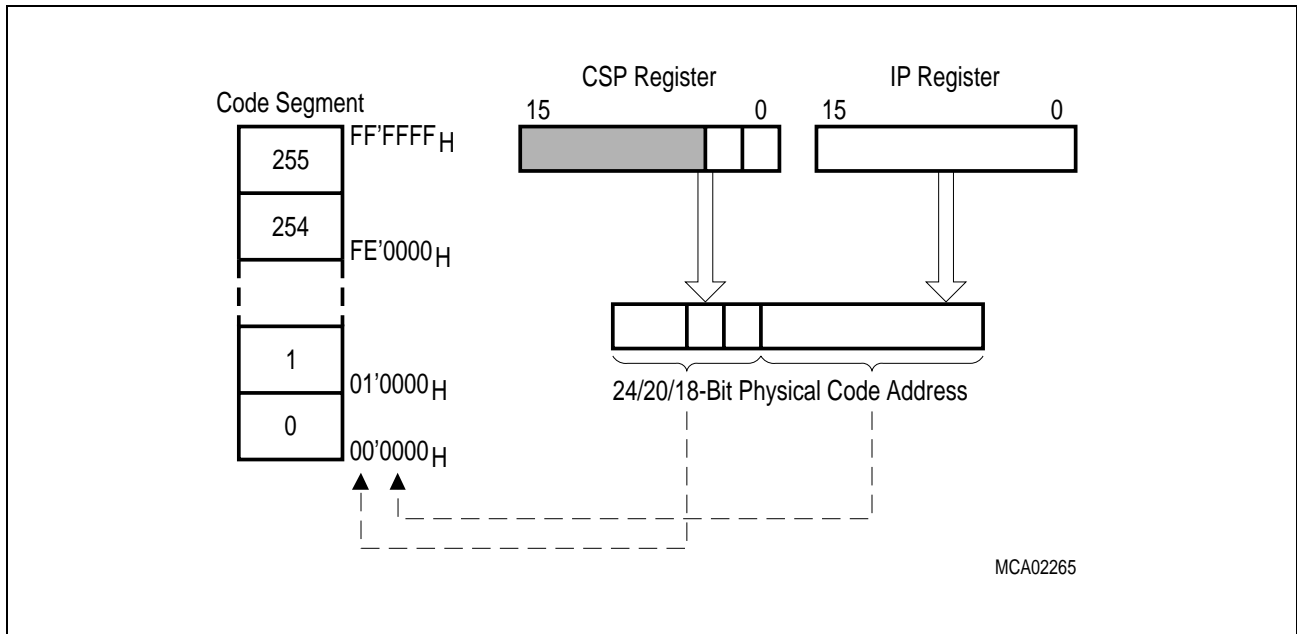 CSP Register
IP Register
Code Segment
15 0
15 0
FF'FFFFH
255
254
FE'0000H
1
01'0000H
24/20/18-Bit Physical Code Address
0
00'0000H
MCA02265